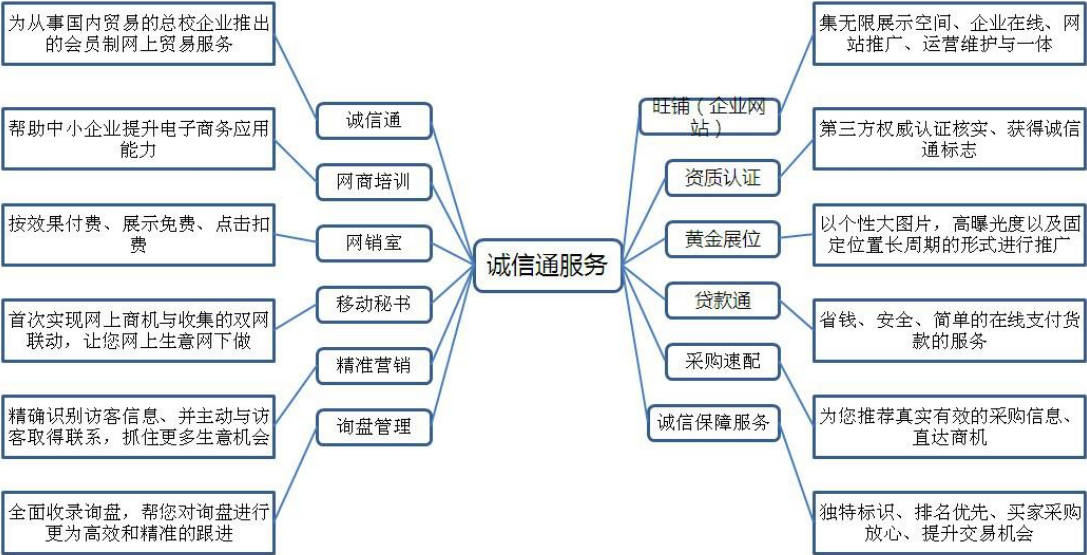 为从事国内贸易的总校企业推出
的会员制网上贸易服务
帮助中小企业提升电子商务应用
能力
按效果付费、展示免费、点击扣
费
首次实现网上商机与收集的双网
联动，让您网上生意网下做
精确识别访客信息、并主动与访
客取得联系，抓住更多生意机会
全面收录询盘，帮您对询盘进行
更为高效和精准的跟进
诚信通
网商培训
网销室
移动秘书
精准营销
询盘管理
诚信通服务
旺铺（企业网
站）
资质认证
黄金展位
贷款通
采购速配
诚信保障服务
集无限展示空间、企业在线、网
站推广、运营维护与一体
第三方权威认证核实、获得诚信
通标志
以个性大图片，高曝光度以及固
定位置长周期的形式进行推广
省钱、安全、简单的在线支付货
款的服务
为您推荐真实有效的采购信息、
直达商机
独特标识、排名优先、买家采购
放心、提升交易机会